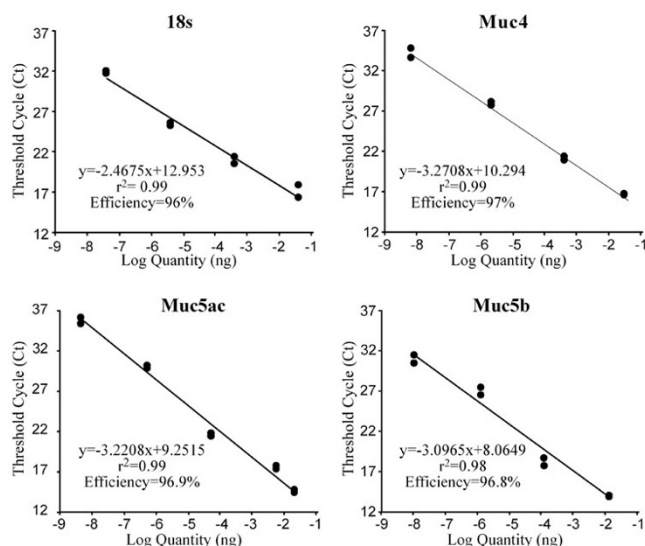 18s
Threshold Cycle (Ct)
37
32
27
22
17
12
y=-2.4675x+12.953
r²= 0.99
Efficiency=96%
-8 -7 -6 -5 -4 -3 -2 -1
Log Quantity (ng)
Muc4
Threshold Cycle (Ct)
37
32
27
22
17
12
y=-3.2708x+10.294
r²=0.99
Efficiency=97%
-9 -8 -7 -6 -5 -4 -3 -2 -1
Log Quantity (ng)
Muc5ac
Threshold Cycle (Ct)
37
32
27
22
17
12
y=-3.2208x+9.2515
r²=0.99
Efficiency=96.9%
-9 -8 -7 -6 -5 -4 -3 -2 -1
Log Quantity (ng)
Muc5b
Threshold Cycle (Ct)
37
32
27
22
17
12
y=-3.0965x+8.0649
r²=0.98
Efficiency=96.8%
-9 -8 -7 -6 -5 -4 -3 -2 -1
Log Quantity (ng)